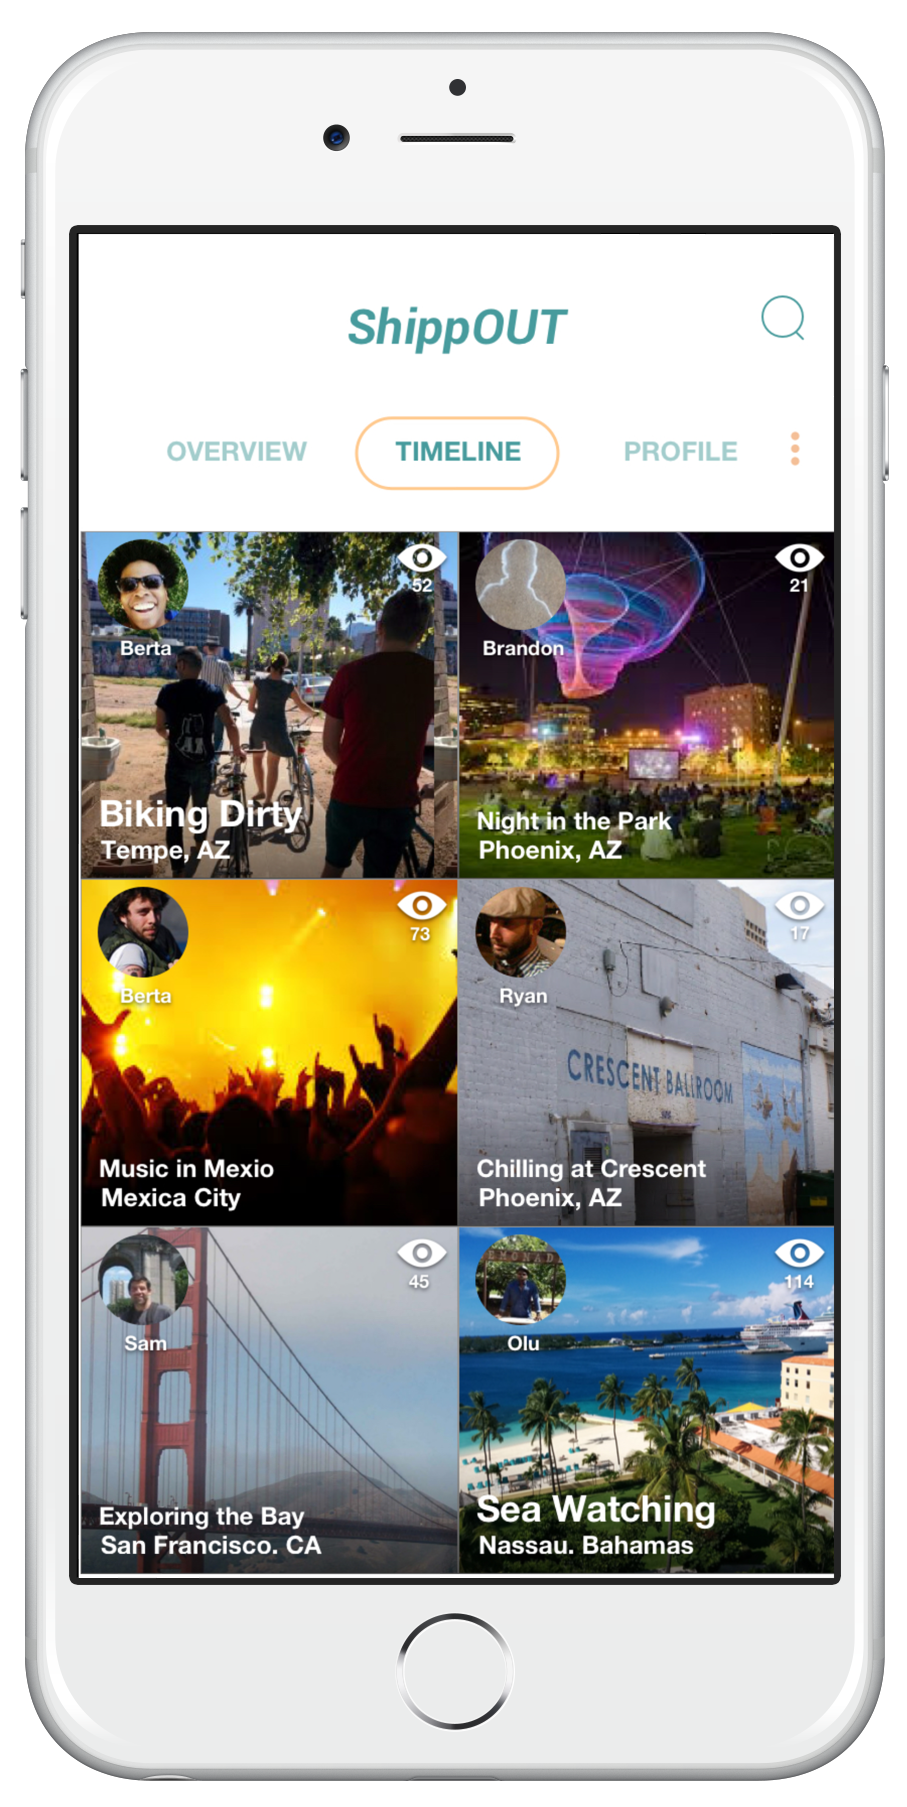 ShippOUT
OVERVIEW
TIMELINE
PROFILE
52
Berta
Biking Dirty
Tempe, AZ
21
Brandon
Night in the Park
Phoenix, AZ
73
Berta
Music in Mexio
Mexica City
17
Ryan
CRESCENT BALLROOM
Chilling at Crescent
Phoenix, AZ
45
Sam
Exploring the Bay
San Francisco. CA
114
Olu
Sea Watching
Nassau. Bahamas